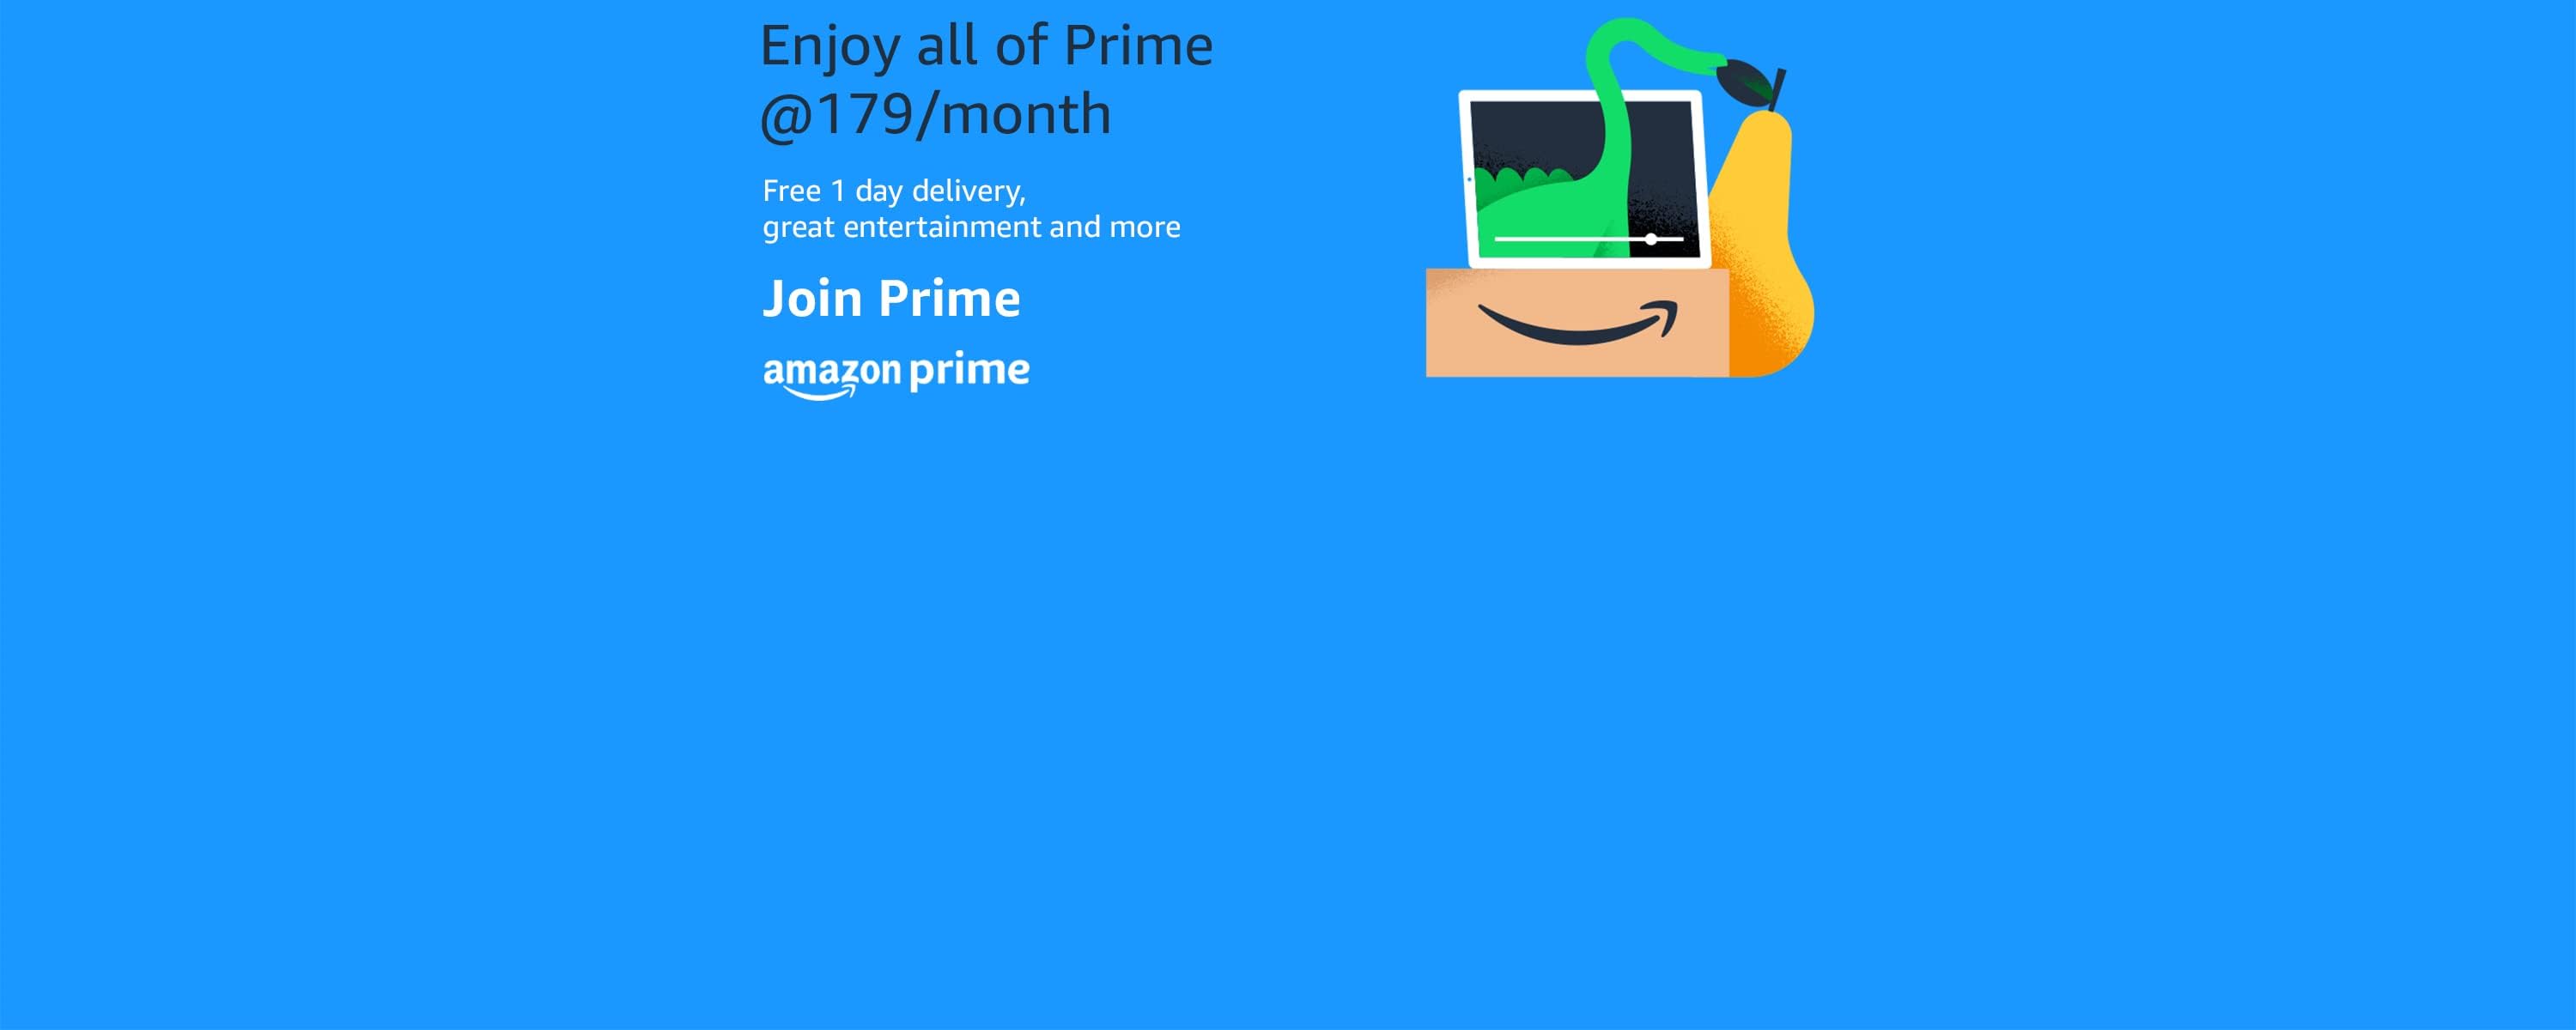 Enjoy all of Prime
@179/month
Free 1 day delivery,
great entertainment and more
Join Prime
amazon prime